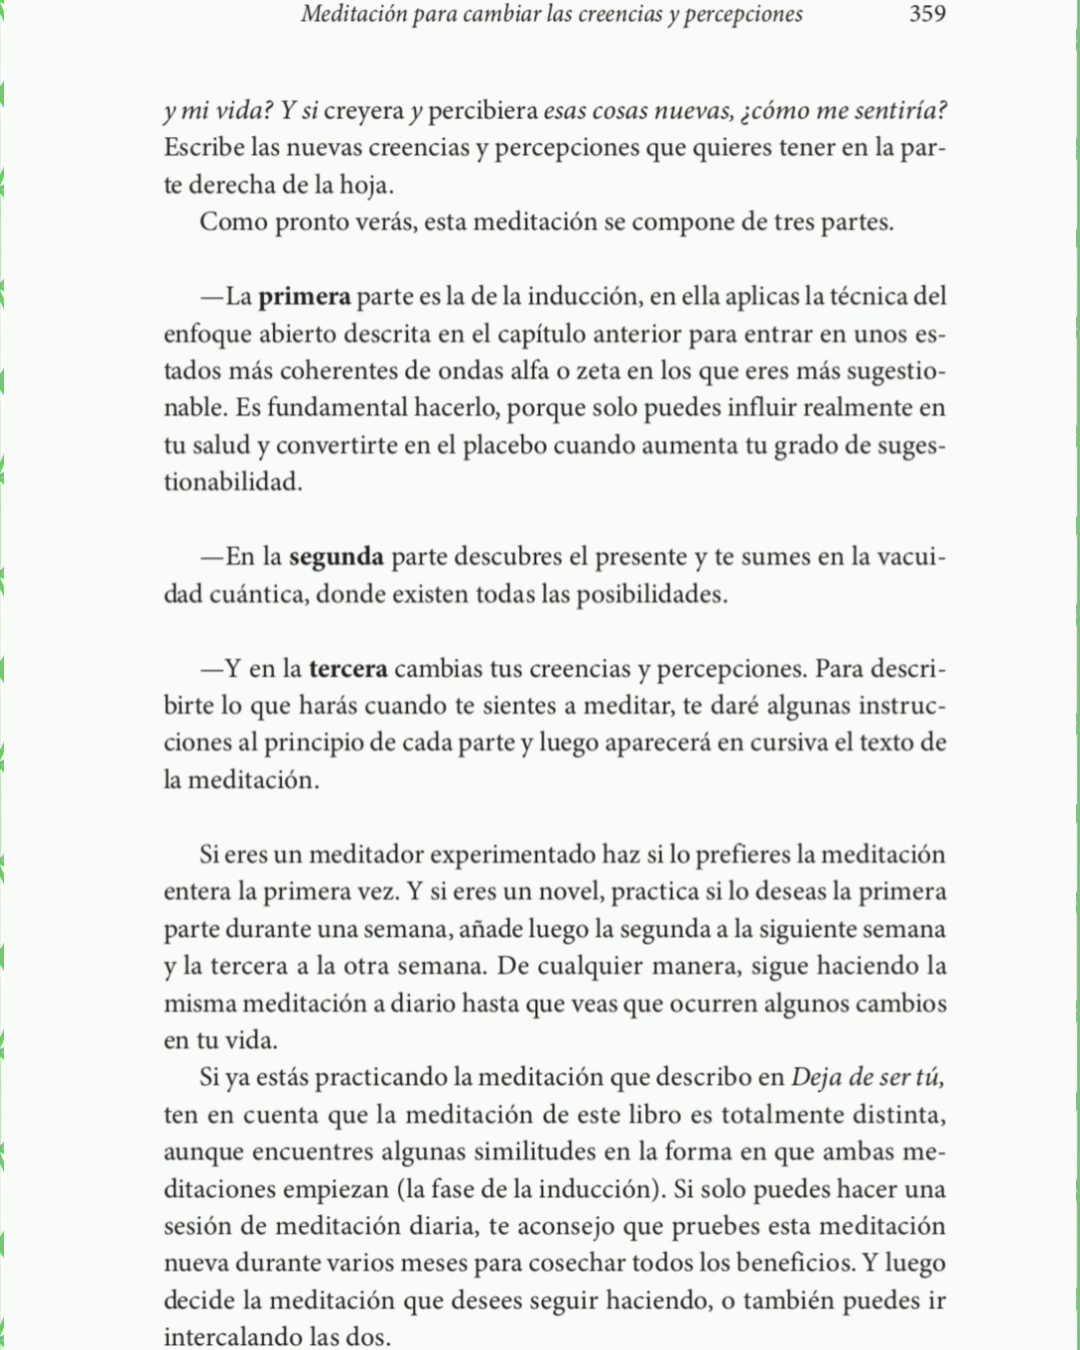 Meditación para cambiar las creencias y percepciones 359
y mi vida? Y si creyera y percibiera esas cosas nuevas, ¿cómo me sentiría?
Escribe las nuevas creencias y percepciones que quieres tener en la par-
te derecha de la hoja.
Como pronto verás, esta meditación se compone de tres partes.
—La primera parte es la de la inducción, en ella aplicas la técnica del
enfoque abierto descrita en el capítulo anterior para entrar en unos es-
tados más coherentes de ondas alfa o zeta en los que eres más sugestio-
nable. Es fundamental hacerlo, porque solo puedes influir realmente en
tu salud y convertirte en el placebo cuando aumenta tu grado de suges-
tionabilidad.
—En la segunda parte descubres el presente y te sumes en la vacui-
dad cuántica, donde existen todas las posibilidades.
—Y en la tercera cambias tus creencias y percepciones. Para descri-
birte lo que harás cuando te sientes a meditar, te daré algunas instruc-
ciones al principio de cada parte y luego aparecerá en cursiva el texto de
la meditación.
Si eres un meditador experimentado haz si lo prefieres la meditación
entera la primera vez. Y si eres un novel, practica si lo deseas la primera
parte durante una semana, añade luego la segunda a la siguiente semana
y la tercera a la otra semana. De cualquier manera, sigue haciendo la
misma meditación a diario hasta que veas que ocurren algunos cambios
en tu vida.
Si ya estás practicando la meditación que describo en Deja de ser tú,
ten en cuenta que la meditación de este libro es totalmente distinta,
aunque encuentres algunas similitudes en la forma en que ambas me-
ditaciones empiezan (la fase de la inducción). Si solo puedes hacer una
sesión de meditación diaria, te aconsejo que pruebes esta meditación
nueva durante varios meses para cosechar todos los beneficios. Y luego
decide la meditación que desees seguir haciendo, o también puedes ir
intercalando las dos.